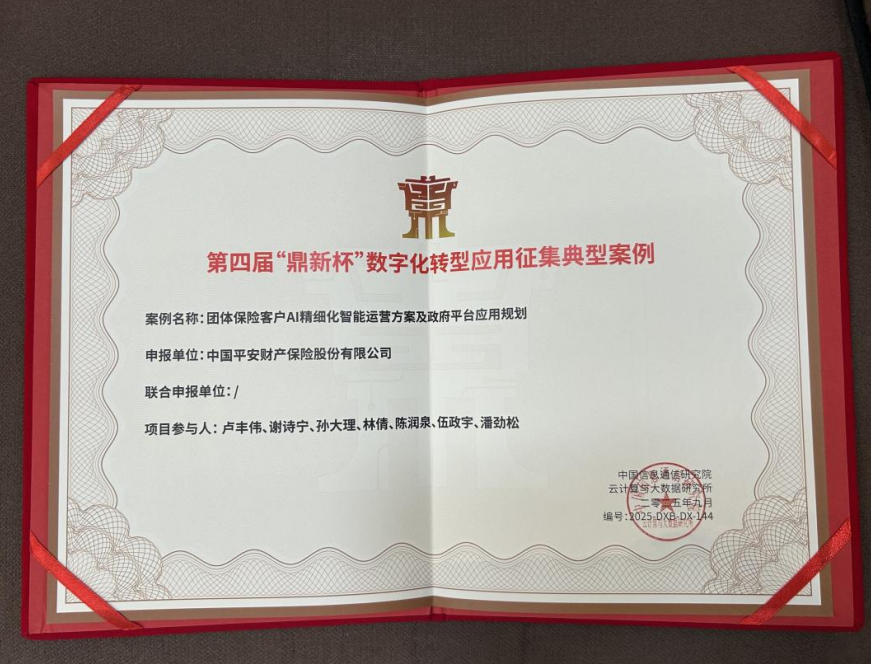 第四届“鼎新杯”数字化转型应用征集典型案例
案例名称：团体保险客户AI精细化智能运营方案及政府平台应用规划
申报单位：中国平安财产保险股份有限公司
联合申报单位：/
项目参与人：卢丰伟、谢诗宁、孙大理、林倩、陈润泉、伍政宇、潘劲松
中国信息通信研究院
云计算与大数据研究所
二零二五年九月
编号：2025-DXB-DX-144